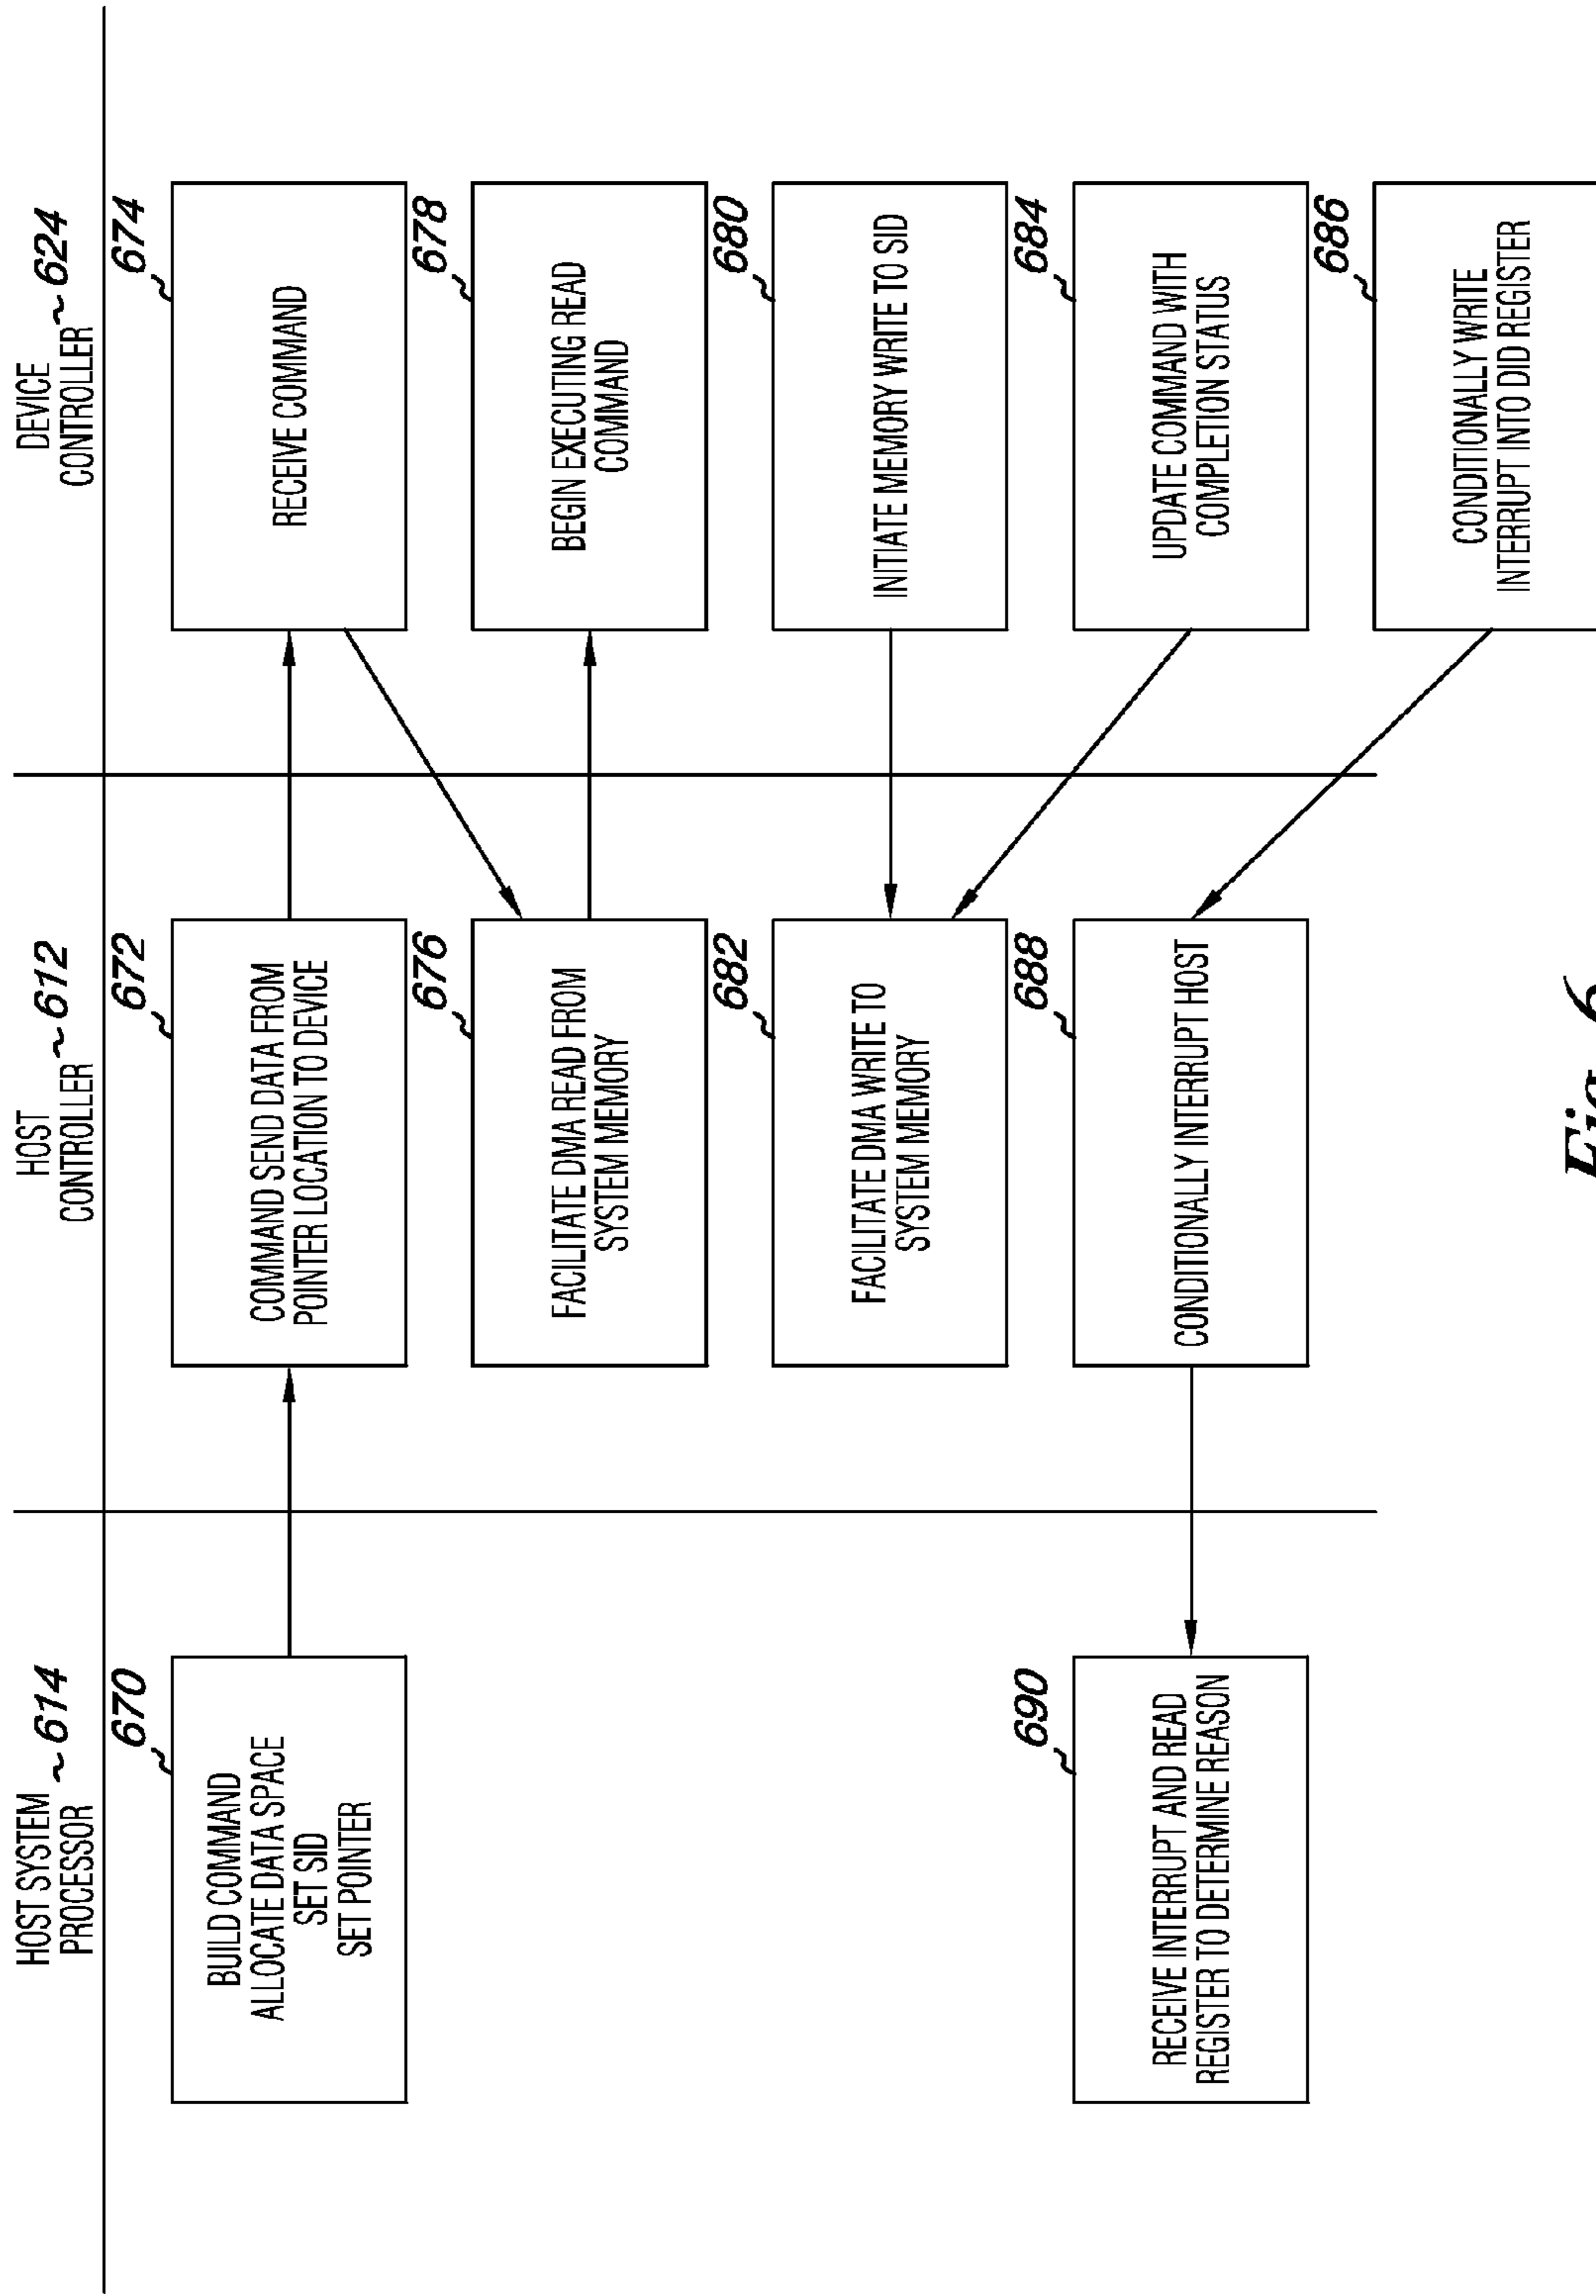 HOST SYSTEM
PROCESSOR ~614
HOST
CONTROLLER ~612
DEVICE
CONTROLLER ~624
670
BUILD COMMAND
ALLOCATE DATA SPACE
SET SID
SET POINTER
672
COMMAND SEND DATA FROM
POINTER LOCATION TO DEVICE
674
RECEIVE COMMAND
676
FACILITATE DMA READ FROM
SYSTEM MEMORY
678
BEGIN EXECUTING READ
COMMAND
682
FACILITATE DMA WRITE TO
SYSTEM MEMORY
680
INITIATE MEMORY WRITE TO SID
690
RECEIVE INTERRUPT AND READ
REGISTER TO DETERMINE REASON
688
CONDITIONALLY INTERRUPT HOST
684
UPDATE COMMAND WITH
COMPLETION STATUS
686
CONDITIONALLY WRITE
INTERRUPT INTO DID REGISTER
Fig. 6